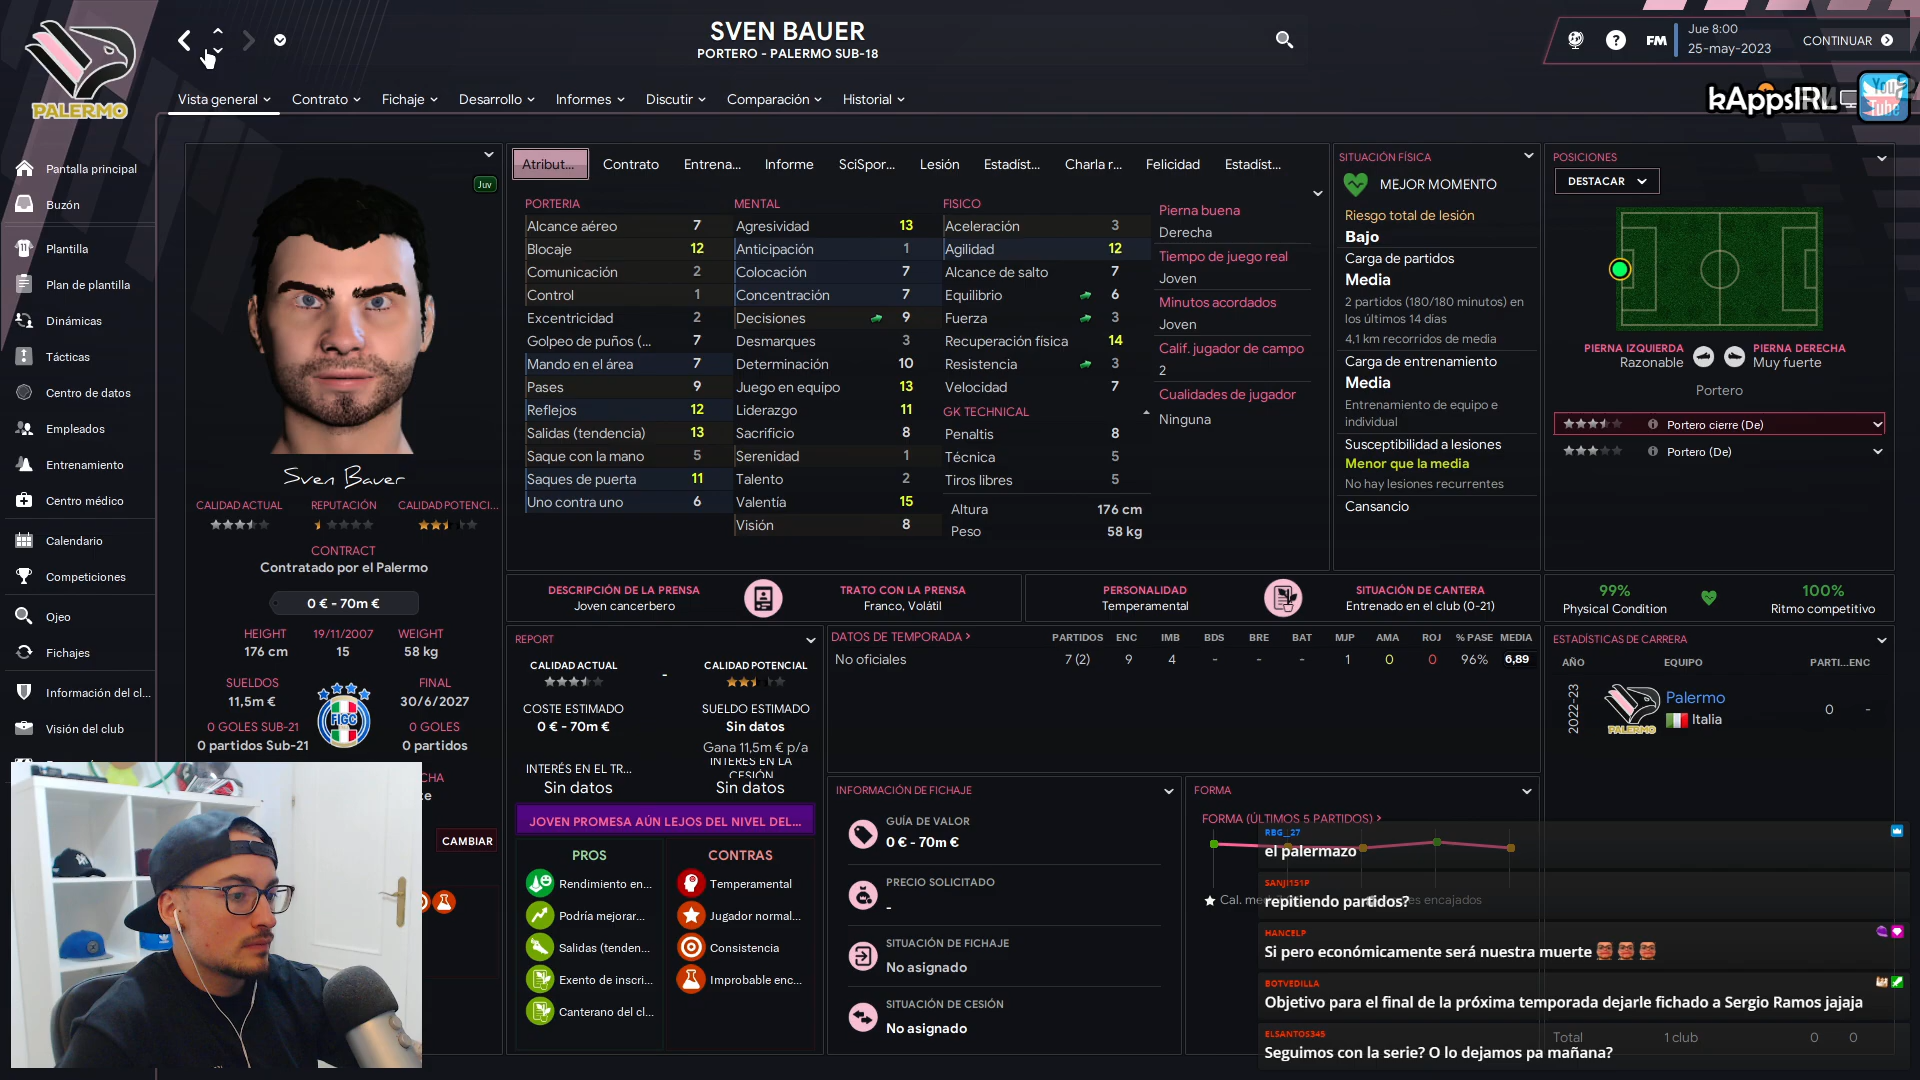 SVEN BAUER
PORTERO - PALERMO SUB-18
Jue 8:00
25-may-2023
FM
CONTINUAR
PALERMO
kAppsIRL
You Tube
Vista general
Contrato
Fichaje
Desarrollo
Informes
Discutir
Comparación
Historial
Pantalla principal
Buzón
Plantilla
Plan de plantilla
Dinámicas
Tácticas
Centro de datos
Empleados
Entrenamiento
Centro médico
Calendario
Competiciones
Ojeo
Fichajes
Información del cl...
Visión del club
Juv
Sven Bauer
CALIDAD ACTUAL
REPUTACIÓN
CALIDAD POTENCI...
CONTRACT
Contratado por el Palermo
0 € - 70m €
HEIGHT
19/11/2007
WEIGHT
176 cm
15
58 kg
SUELDOS
FINAL
11,5m €
30/6/2027
FIGC
0 GOLES SUB-21
0 GOLES
0 partidos Sub-21
0 partidos
CAMBIAR
Atribut...
Contrato
Entrena...
Informe
SciSpor...
Lesión
Estadíst...
Charla r...
Felicidad
Estadíst...
PORTERIA
Alcance aéreo 7
Blocaje 12
Comunicación 2
Control 1
Excentricidad 2
Golpeo de puños (... 7
Mando en el área 7
Pases 9
Reflejos 12
Salidas (tendencia) 13
Saque con la mano 5
Saques de puerta 11
Uno contra uno 6
MENTAL
Agresividad 13
Anticipación 1
Colocación 7
Concentración 7
Decisiones 9
Desmarques 3
Determinación 10
Juego en equipo 13
Liderazgo 11
Sacrificio 8
Serenidad 1
Talento 2
Valentía 15
Visión 8
FISICO
Aceleración 3
Agilidad 12
Alcance de salto 7
Equilibrio 6
Fuerza 3
Recuperación física 14
Resistencia 3
Velocidad 7
GK TECHNICAL
Penaltis 8
Técnica 5
Tiros libres 5
Altura 176 cm
Peso 58 kg
Pierna buena
Derecha
Tiempo de juego real
Joven
Minutos acordados
Joven
Calif. jugador de campo
2
Cualidades de jugador
Ninguna
SITUACIÓN FÍSICA
MEJOR MOMENTO
Riesgo total de lesión
Bajo
Carga de partidos
Media
2 partidos (180/180 minutos) en
los últimos 14 días
4,1 km recorridos de media
Carga de entrenamiento
Media
Entrenamiento de equipo e
individual
Susceptibilidad a lesiones
Menor que la media
No hay lesiones recurrentes
Cansancio
POSICIONES
DESTACAR
PIERNA IZQUIERDA
Razonable
PIERNA DERECHA
Muy fuerte
Portero
Portero cierre (De)
Portero (De)
DESCRIPCIÓN DE LA PRENSA
Joven cancerbero
TRATO CON LA PRENSA
Franco, Volátil
PERSONALIDAD
Temperamental
SITUACIÓN DE CANTERA
Entrenado en el club (0-21)
99%
Physical Condition
100%
Ritmo competitivo
REPORT
CALIDAD ACTUAL
-
CALIDAD POTENCIAL
COSTE ESTIMADO
0 € - 70m €
SUELDO ESTIMADO
Sin datos
Gana 11,5m € p/a
INTERÉS EN EL TR...
Sin datos
INTERÉS EN LA
CESIÓN
Sin datos
JOVEN PROMESA AÚN LEJOS DEL NIVEL DEL...
PROS
Rendimiento en...
Podría mejorar...
Salidas (tenden...
Exento de inscri...
Canterano del cl...
CONTRAS
Temperamental
Jugador normal...
Consistencia
Improbable enc...
DATOS DE TEMPORADA
PARTIDOS ENC IMB BDS BRE BAT MJP AMA ROJ % PASE MEDIA
No oficiales 7 (2) 9 4 - - - 1 0 0 96% 6,89
ESTADÍSTICAS DE CARRERA
AÑO EQUIPO PARTI...ENC
2022-23
PALERMO
Palermo
Italia
0 -
INFORMACIÓN DE FICHAJE
GUÍA DE VALOR
0 € - 70m €
PRECIO SOLICITADO
-
SITUACIÓN DE FICHAJE
No asignado
SITUACIÓN DE CESIÓN
No asignado
FORMA
FORMA (ÚLTIMOS 5 PARTIDOS)
RBG_27
el palermazo
SANJI151P
repitiendo partidos?
HANCELP
Si pero económicamente será nuestra muerte
BOTVEDILLA
Objetivo para el final de la próxima temporada dejarle fichado a Sergio Ramos jajaja
ELSANTOS345
Seguimos con la serie? O lo dejamos pa mañana?
Total 1 club 0 0